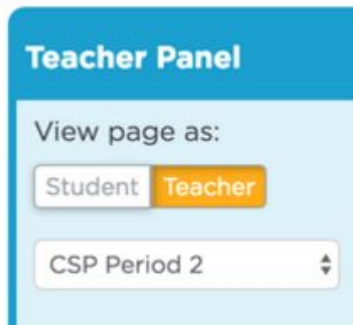 Teacher Panel
View page as:
Student Teacher
CSP Period 2